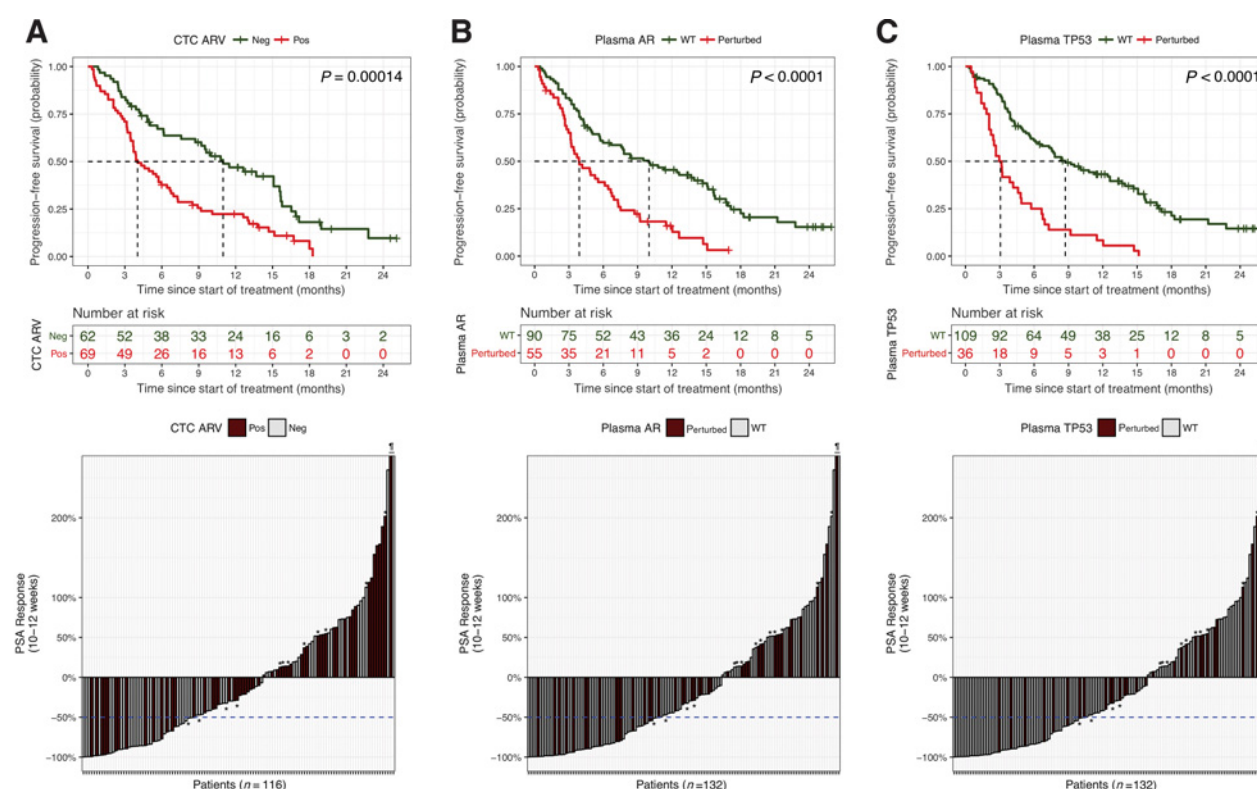 A
CTC ARV Neg Pos
P = 0.00014
Progression-free survival (probability)
1.00
0.75
0.50
0.25
0.00
0 3 6 9 12 15 18 21 24
Time since start of treatment (months)
Number at risk
CTC ARV
Neg 62 52 38 33 24 16 6 3 2
Pos 69 49 26 16 13 6 2 0 0
0 3 6 9 12 15 18 21 24
Time since start of treatment (months)
CTC ARV Pos Neg
¶
PSA Response
(10–12 weeks)
200%
100%
50%
0%
−50%
−100%
Patients (n = 116)
B
Plasma AR WT Perturbed
P < 0.0001
Progression-free survival (probability)
1.00
0.75
0.50
0.25
0.00
0 3 6 9 12 15 18 21 24
Time since start of treatment (months)
Number at risk
Plasma AR
WT 90 75 52 43 36 24 12 8 5
Perturbed 55 35 21 11 5 2 0 0 0
0 3 6 9 12 15 18 21 24
Time since start of treatment (months)
Plasma AR Perturbed WT
¶
PSA Response
(10–12 weeks)
200%
100%
50%
0%
−50%
−100%
Patients (n =132)
C
Plasma TP53 WT Perturbed
P < 0.0001
Progression-free survival (probability)
1.00
0.75
0.50
0.25
0.00
0 3 6 9 12 15 18 21 24
Time since start of treatment (months)
Number at risk
Plasma TP53
WT 109 92 64 49 38 25 12 8 5
Perturbed 36 18 9 5 3 1 0 0 0
0 3 6 9 12 15 18 21 24
Time since start of treatment (months)
Plasma TP53 Perturbed WT
PSA Response
(10–12 weeks)
200%
100%
50%
0%
−50%
−100%
Patients (n =132)